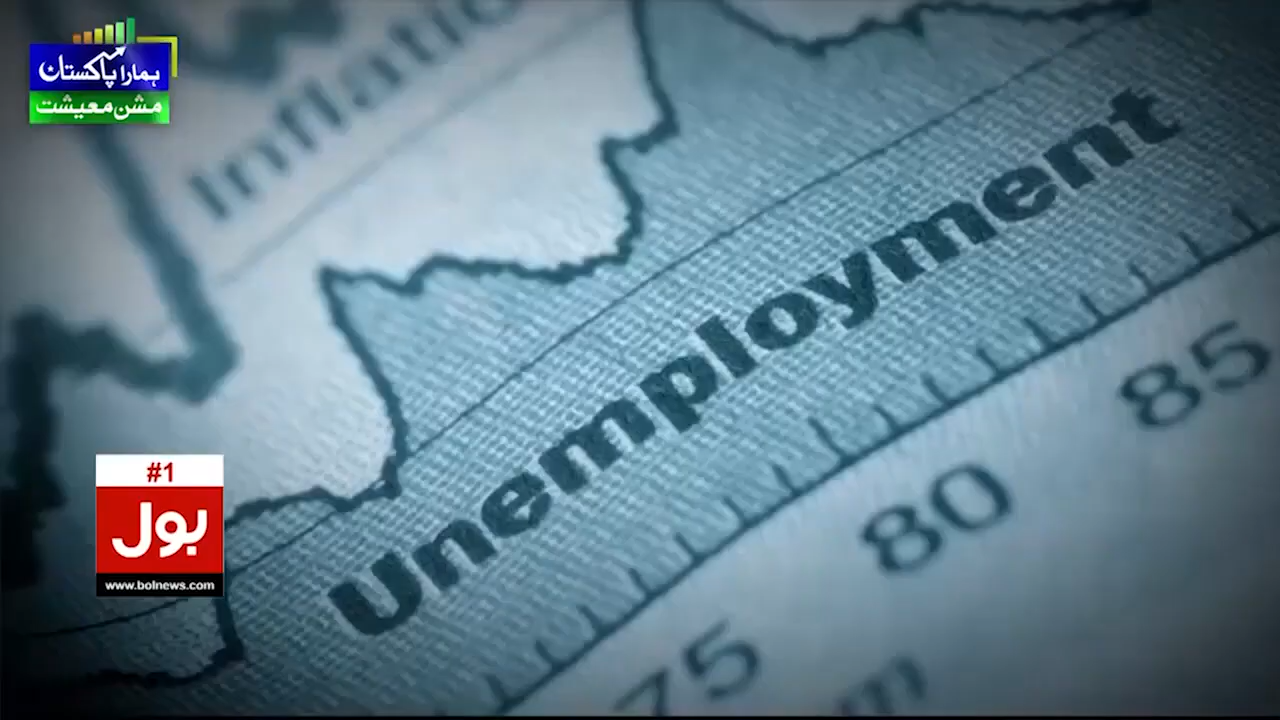 ہمارا پاکستان
مشن معیشت
Inflatio
Unemployment
75
80
85
#1
بول
www.bolnews.com